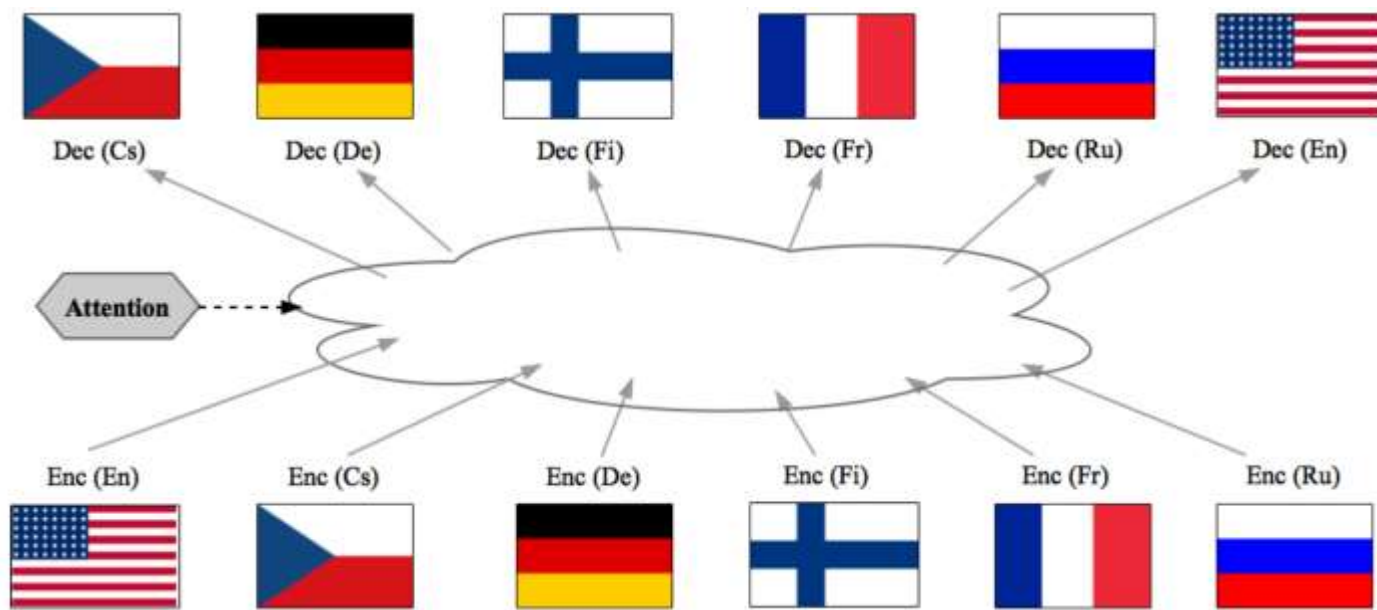 Dec (Cs) Dec (De) Dec (Fi) Dec (Fr) Dec (Ru) Dec (En)
Attention
Enc (En) Enc (Cs) Enc (De) Enc (Fi) Enc (Fr) Enc (Ru)